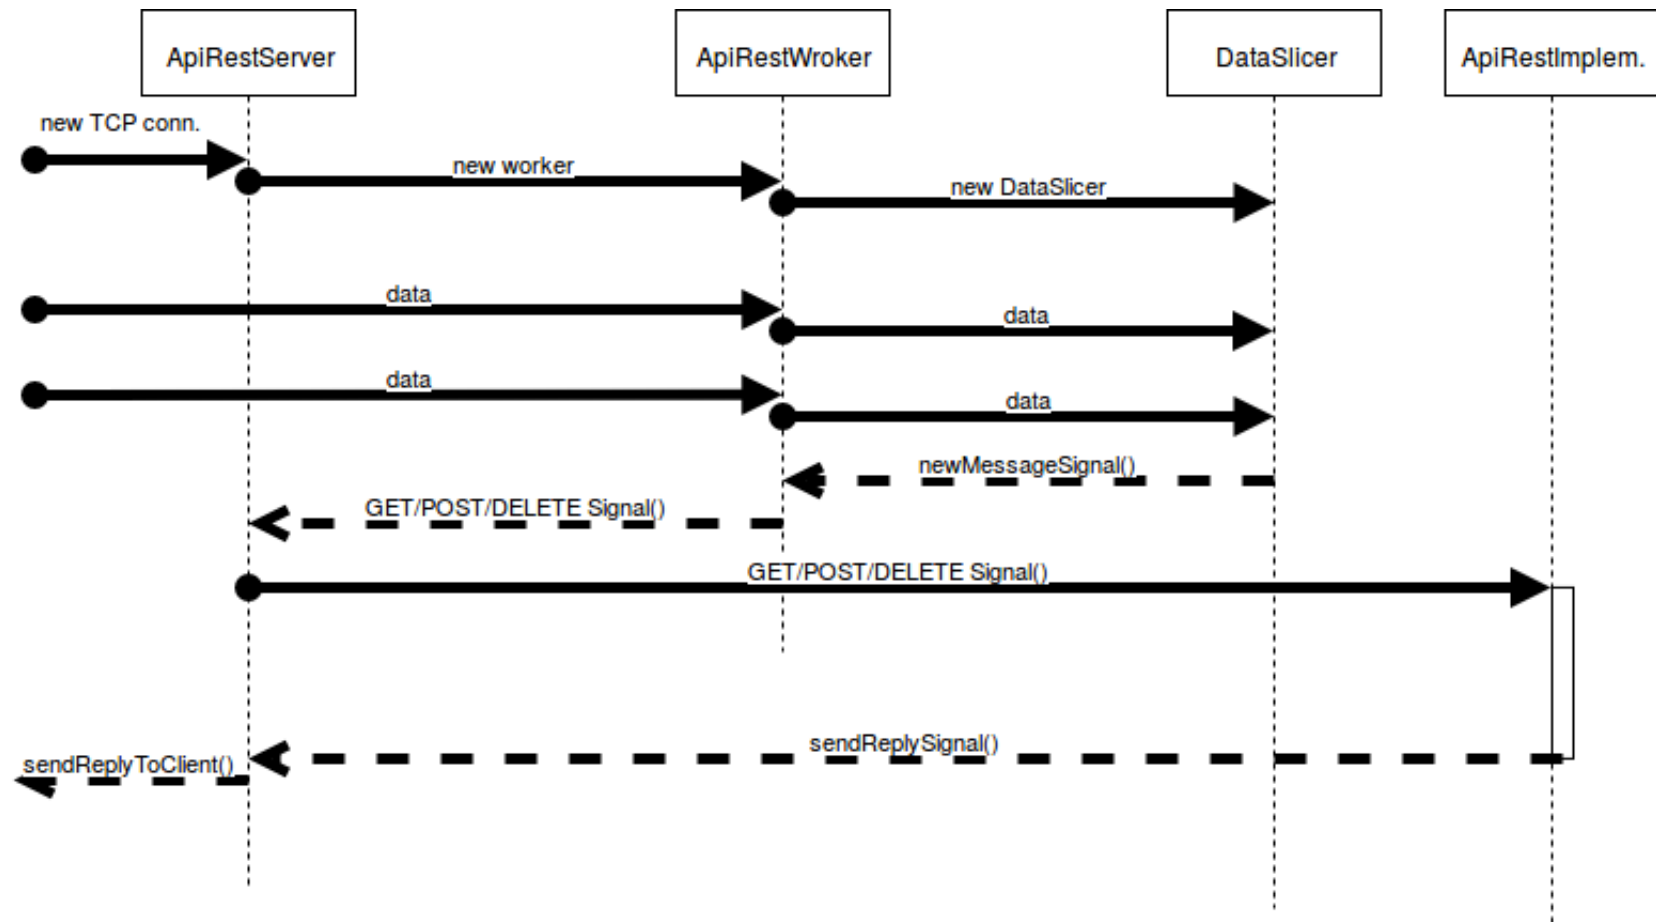 ApiRestServer
ApiRestWroker
DataSlicer
ApiRestImplem.
new TCP conn.
new worker
new DataSlicer
data
data
data
data
newMessageSignal()
GET/POST/DELETE Signal()
GET/POST/DELETE Signal()
sendReplySignal()
sendReplyToClient()